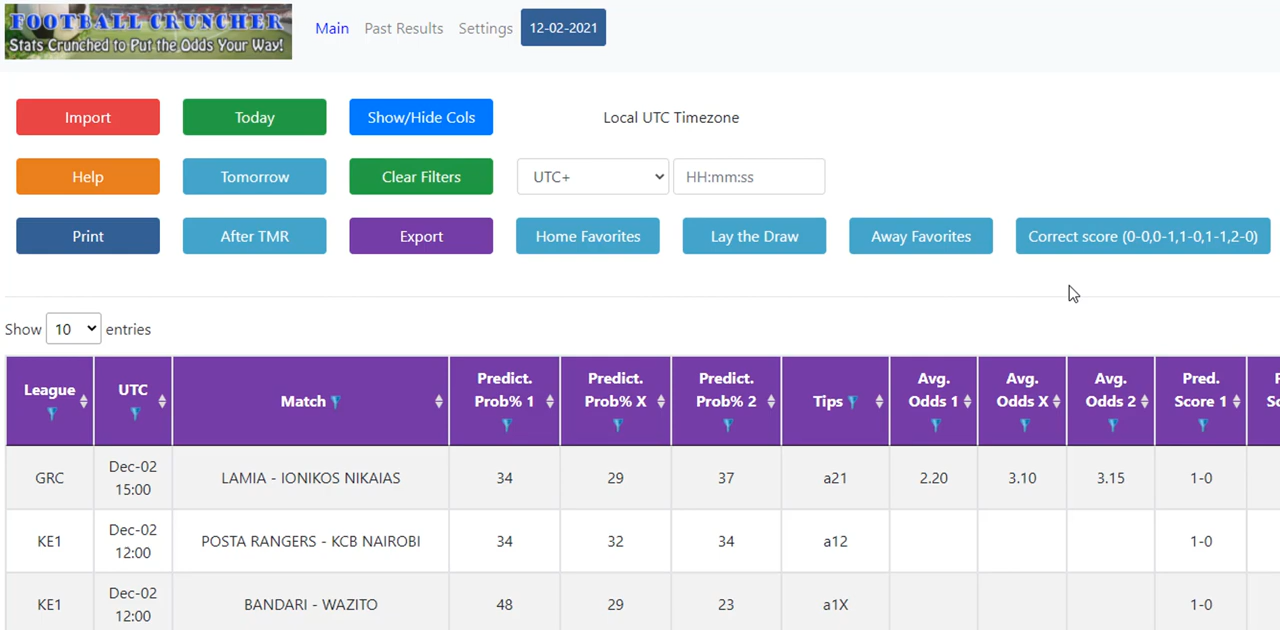 FOOTBALL CRUNCHER
Stats Crunched to Put the Odds Your Way!
Main Past Results Settings 12-02-2021
Import Today Show/Hide Cols Local UTC Timezone
Help Tomorrow Clear Filters UTC+ HH:mm:ss
Print After TMR Export Home Favorites Lay the Draw Away Favorites Correct score (0-0,0-1,1-0,1-1,2-0)
Show 10 entries
League UTC Match Predict. Prob% 1 Predict. Prob% X Predict. Prob% 2 Tips Avg. Odds 1 Avg. Odds X Avg. Odds 2 Pred. Score 1
GRC Dec-02 15:00 LAMIA - IONIKOS NIKAIAS 34 29 37 a21 2.20 3.10 3.15 1-0
KE1 Dec-02 12:00 POSTA RANGERS - KCB NAIROBI 34 32 34 a12 1-0
KE1 Dec-02 12:00 BANDARI - WAZITO 48 29 23 a1X 1-0